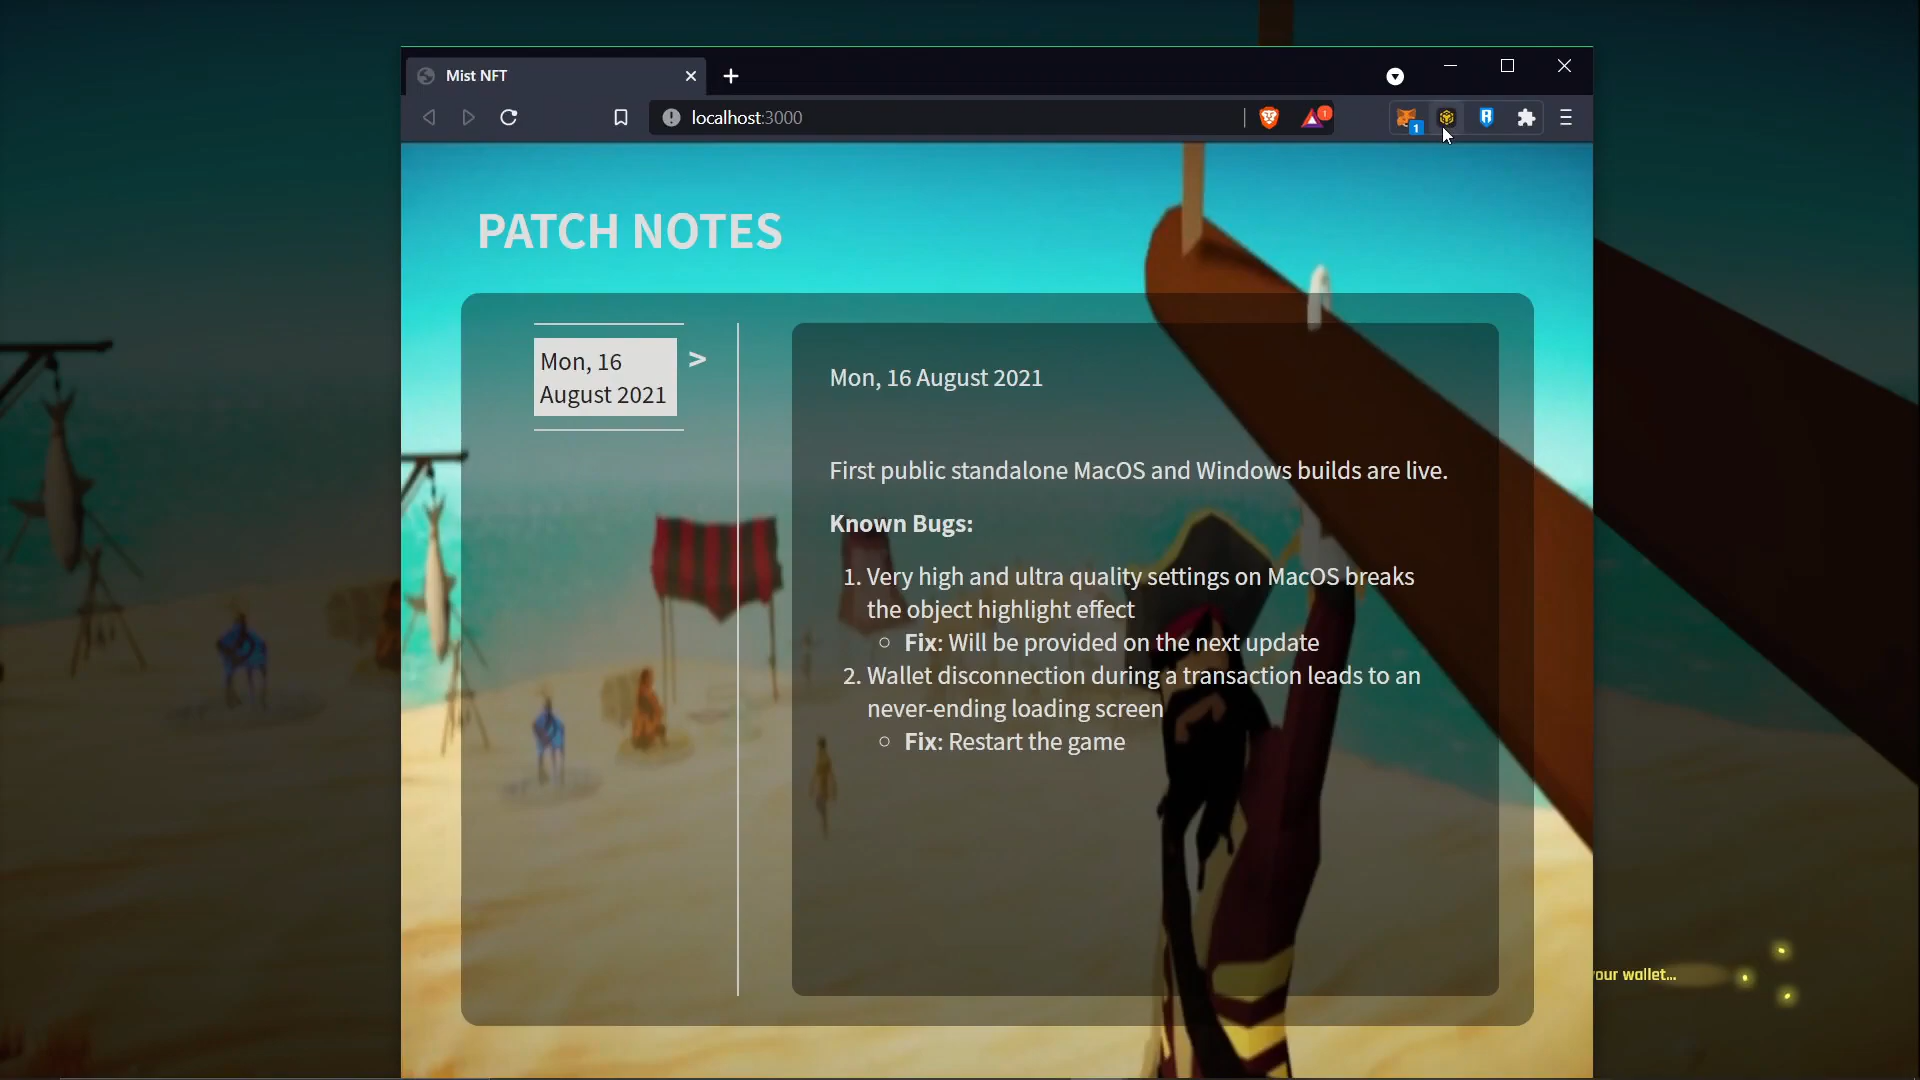 Mist NFT
localhost:3000
1
1
PATCH NOTES
Mon, 16
August 2021
>
Mon, 16 August 2021
First public standalone MacOS and Windows builds are live.
Known Bugs:
1. Very high and ultra quality settings on MacOS breaks
the object highlight effect
○ Fix: Will be provided on the next update
2. Wallet disconnection during a transaction leads to an
never-ending loading screen
○ Fix: Restart the game
your wallet...